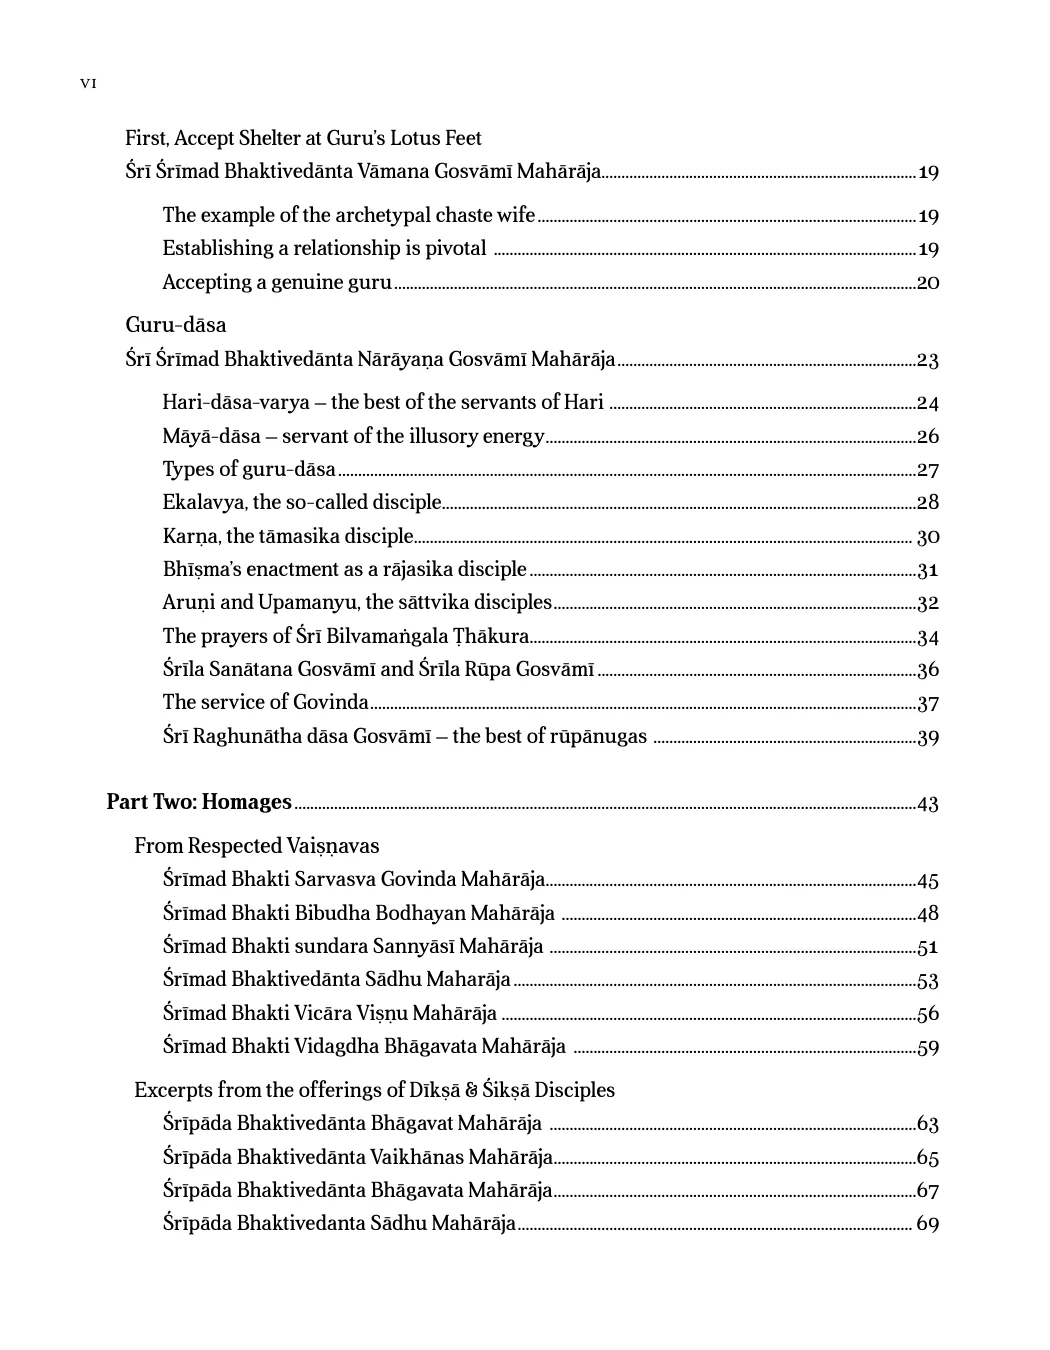 VI
First, Accept Shelter at Guru's Lotus Feet
Śrī Śrīmad Bhaktivedānta Vāmana Gosvāmī Mahārāja 19
The example of the archetypal chaste wife 19
Establishing a relationship is pivotal 19
Accepting a genuine guru 20
Guru-dāsa
Śrī Śrīmad Bhaktivedānta Nārāyaṇa Gosvāmī Mahārāja 23
Hari-dāsa-varya – the best of the servants of Hari 24
Māyā-dāsa – servant of the illusory energy 26
Types of guru-dāsa 27
Ekalavya, the so-called disciple 28
Karṇa, the tāmasika disciple 30
Bhīṣma's enactment as a rājasika disciple 31
Aruṇi and Upamanyu, the sāttvika disciples 32
The prayers of Śrī Bilvamaṅgala Ṭhākura 34
Śrīla Sanātana Gosvāmī and Śrīla Rūpa Gosvāmī 36
The service of Govinda 37
Śrī Raghunātha dāsa Gosvāmī – the best of rūpānugas 39
Part Two: Homages 43
From Respected Vaiṣṇavas
Śrīmad Bhakti Sarvasva Govinda Mahārāja 45
Śrīmad Bhakti Bibudha Bodhayan Mahārāja 48
Śrīmad Bhakti sundara Sannyāsī Mahārāja 51
Śrīmad Bhaktivedānta Sādhu Maharāja 53
Śrīmad Bhakti Vicāra Viṣṇu Mahārāja 56
Śrīmad Bhakti Vidagdha Bhāgavata Mahārāja 59
Excerpts from the offerings of Dīkṣā & Śikṣā Disciples
Śrīpāda Bhaktivedānta Bhāgavat Mahārāja 63
Śrīpāda Bhaktivedānta Vaikhānas Mahārāja 65
Śrīpāda Bhaktivedānta Bhāgavata Mahārāja 67
Śrīpāda Bhaktivedanta Sādhu Mahārāja 69